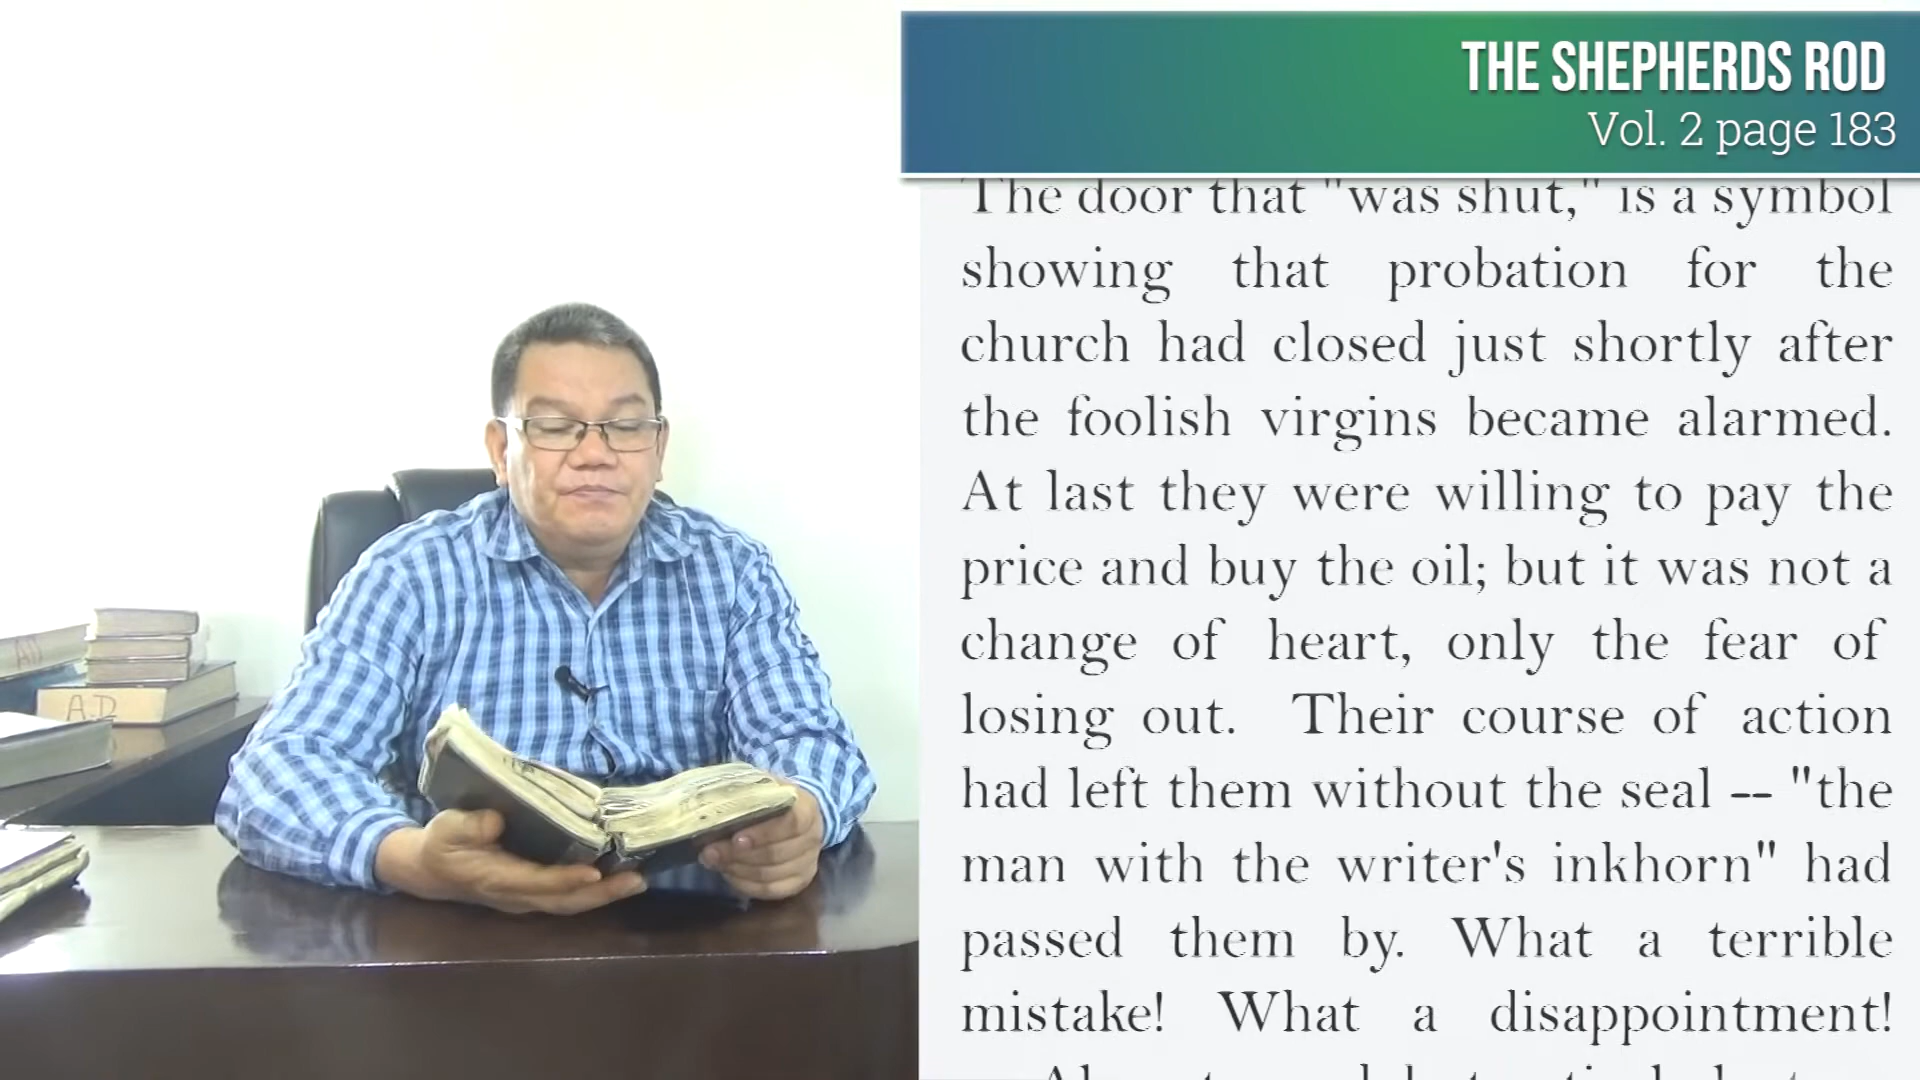 THE SHEPHERDS ROD
Vol. 2 page 183
The door that "was shut," is a symbol
showing that probation for the
church had closed just shortly after
the foolish virgins became alarmed.
At last they were willing to pay the
price and buy the oil; but it was not a
change of heart, only the fear of
losing out. Their course of action
had left them without the seal -- "the
man with the writer's inkhorn" had
passed them by. What a terrible
mistake! What a disappointment!
A.D